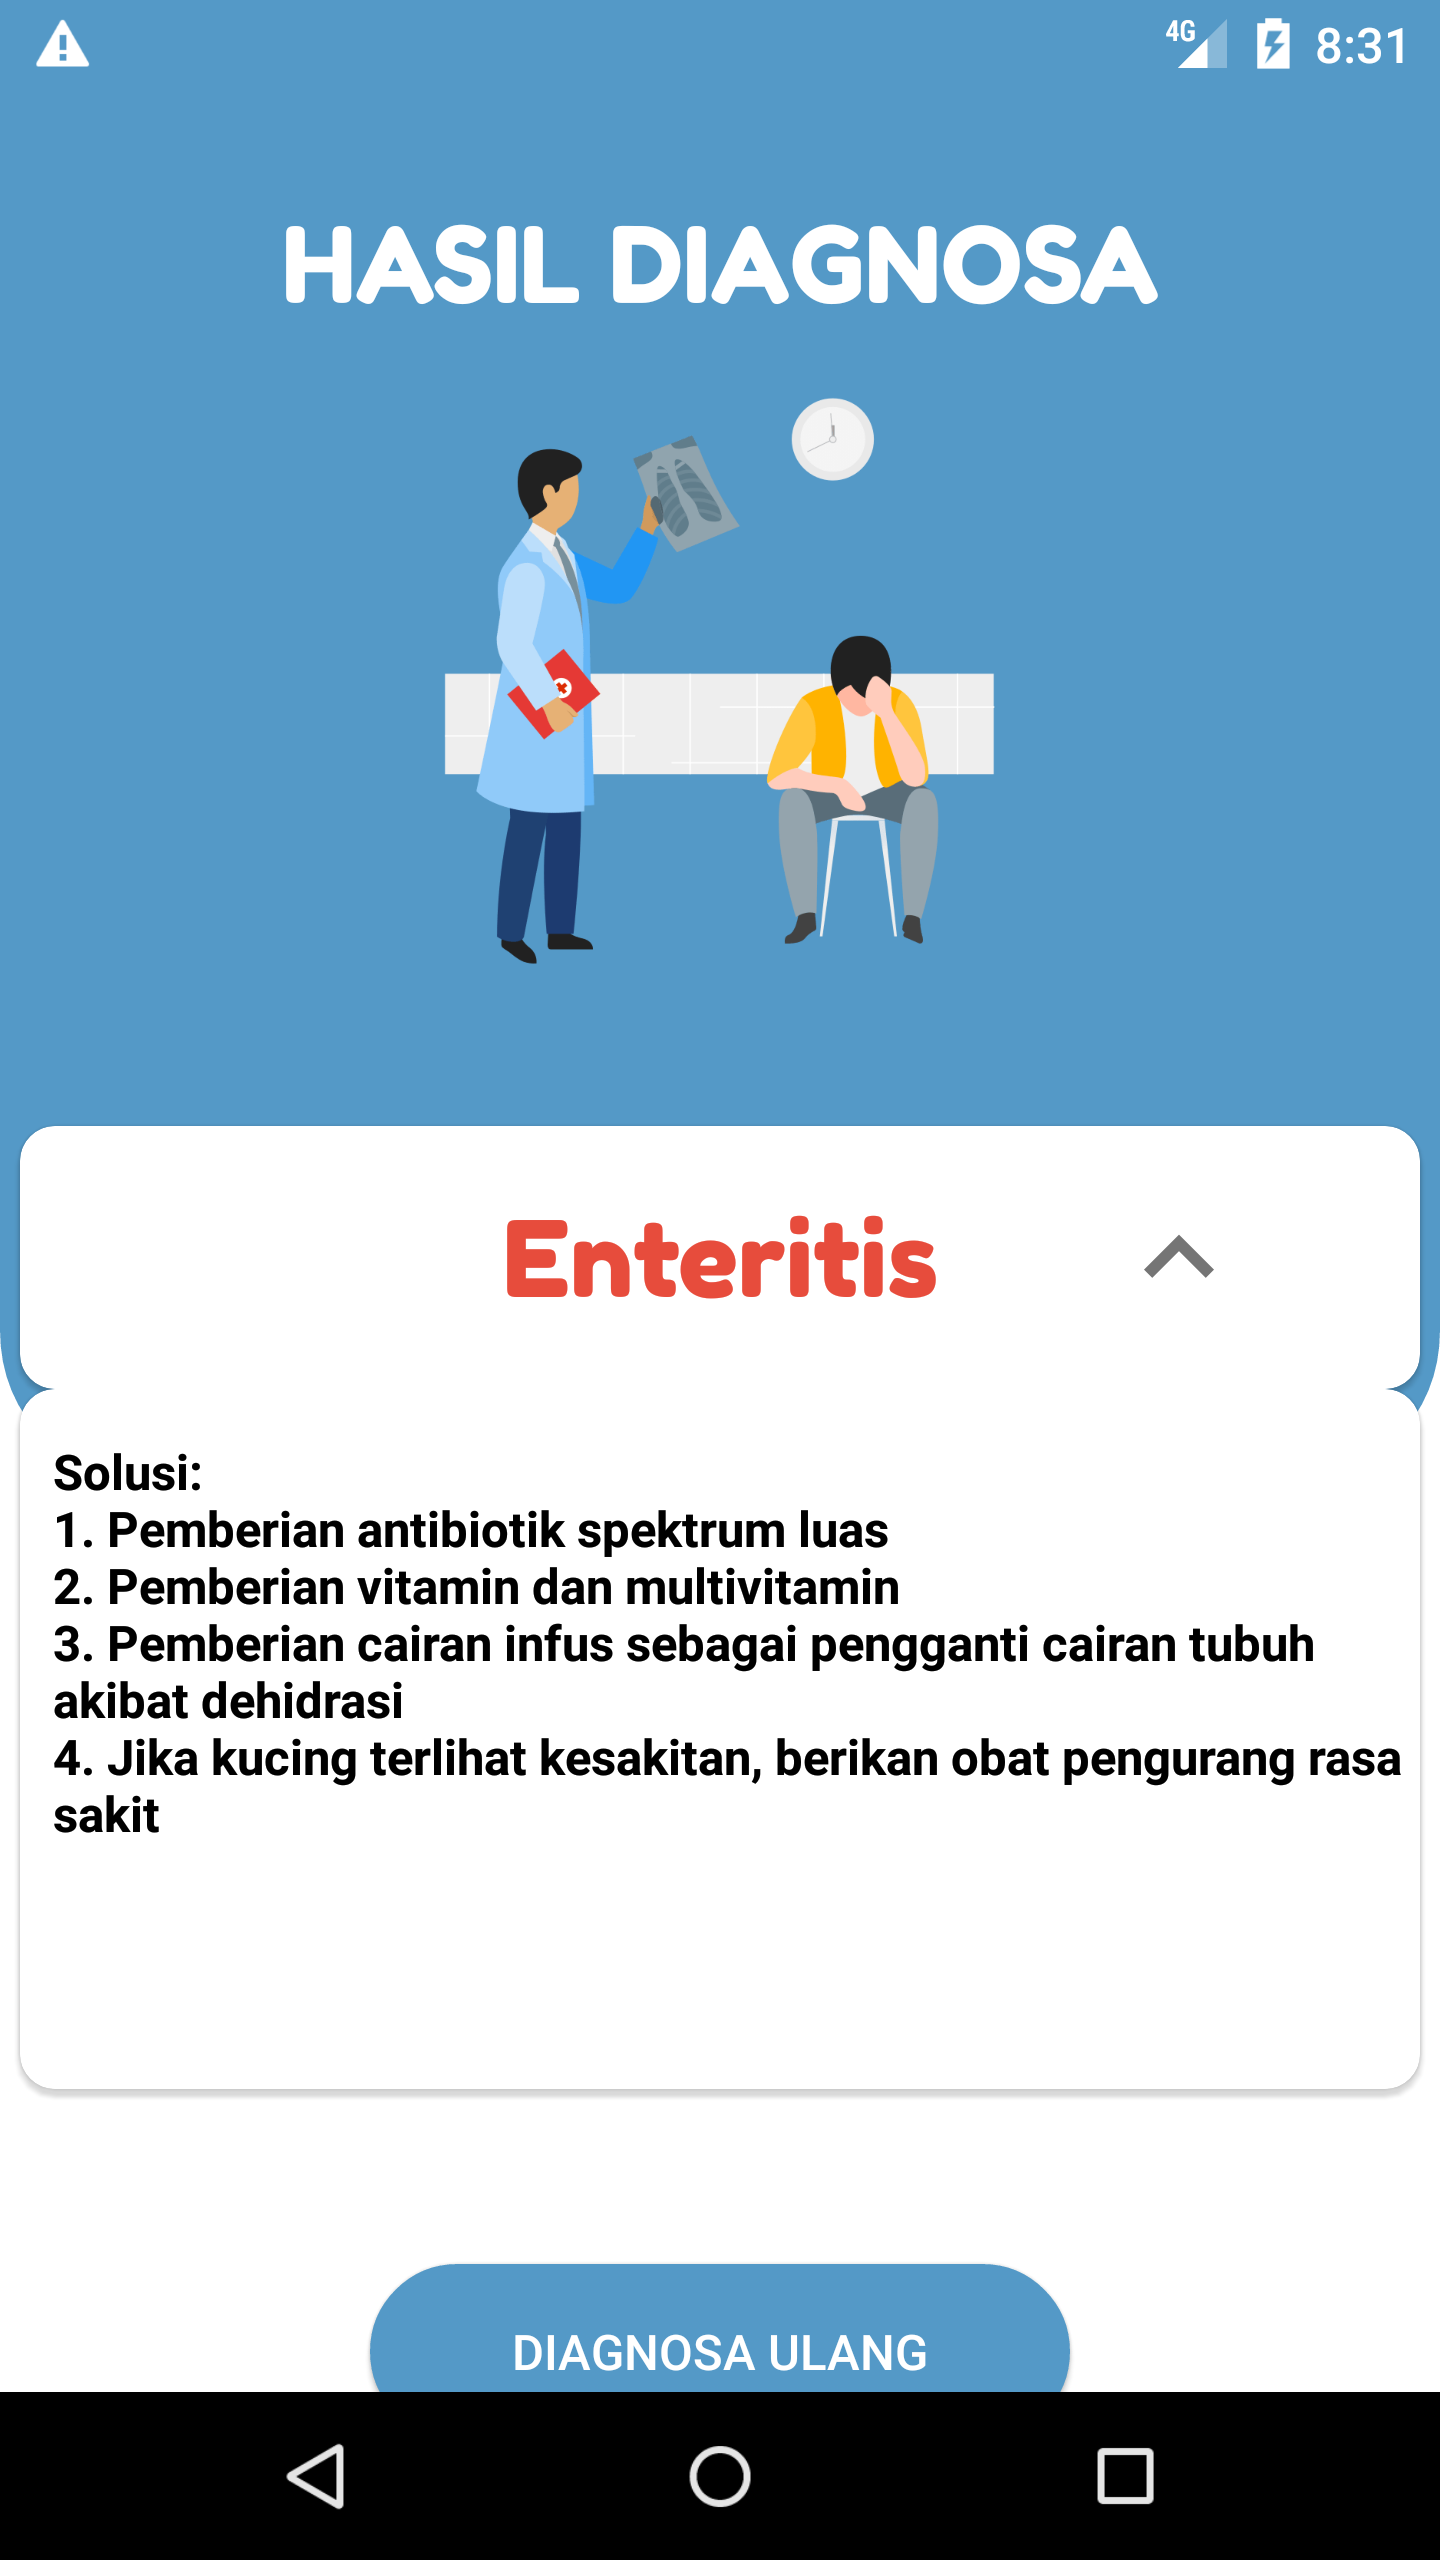 4G 8:31
HASIL DIAGNOSA
Enteritis
Solusi:
1. Pemberian antibiotik spektrum luas
2. Pemberian vitamin dan multivitamin
3. Pemberian cairan infus sebagai pengganti cairan tubuh
akibat dehidrasi
4. Jika kucing terlihat kesakitan, berikan obat pengurang rasa
sakit
DIAGNOSA ULANG